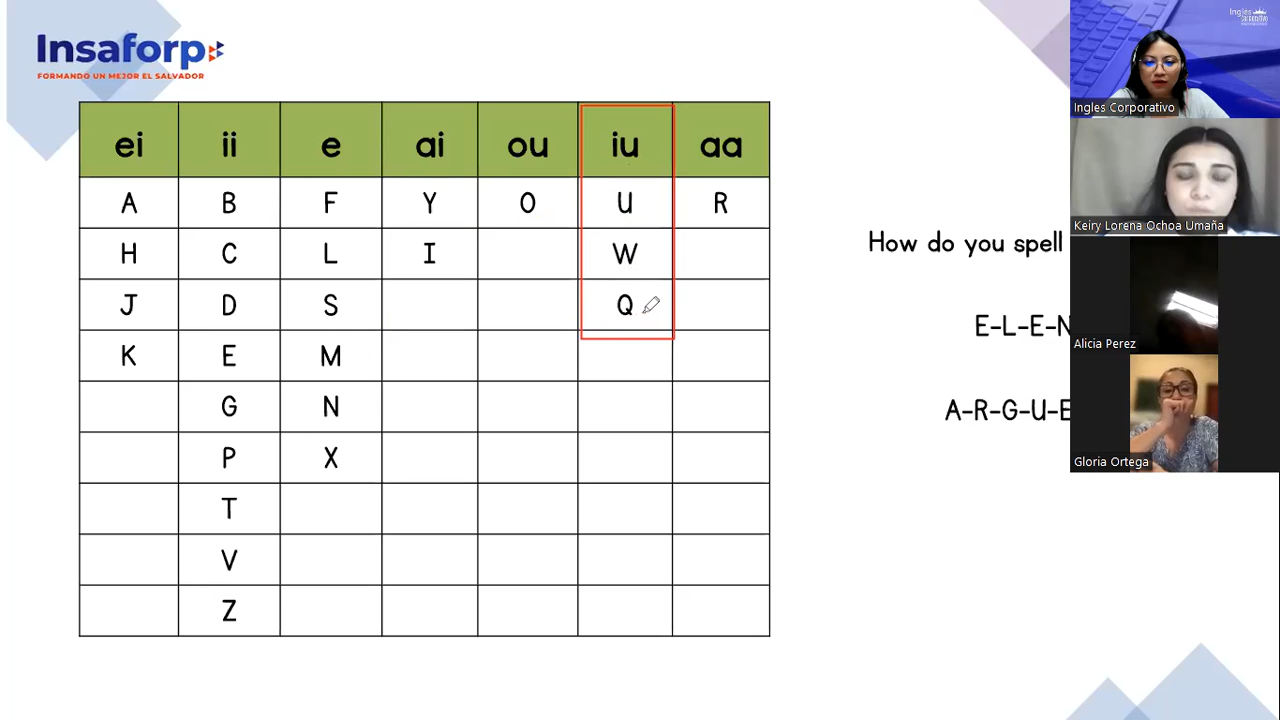 Insaforp
FORMANDO UN MEJOR EL SALVADOR
ei ii e ai ou iu aa
A B F Y O U R
H C L I W
J D S Q
K E M
G N
P X
T
V
Z
How do you spell
E-L-E-N
A-R-G-U-E
Ingles Corporativo
Keiry Lorena Ochoa Umaña
Alicia Perez
Gloria Ortega